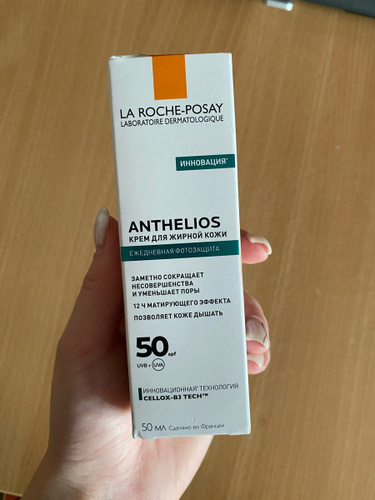 LA ROCHE-POSAY
LABORATOIRE DERMATOLOGIQUE
ИННОВАЦИЯ*
ANTHELIOS
КРЕМ ДЛЯ ЖИРНОЙ КОЖИ
ЕЖЕДНЕВНАЯ ФОТОЗАЩИТА
ЗАМЕТНО СОКРАЩАЕТ
НЕСОВЕРШЕНСТВА
И УМЕНЬШАЕТ ПОРЫ
12 Ч МАТИРУЮЩЕГО ЭФФЕКТА
ПОЗВОЛЯЕТ КОЖЕ ДЫШАТЬ
50 spf
UVB + UVA
ИННОВАЦИОННАЯ* ТЕХНОЛОГИЯ
CELLOX-B3 TECH™
50 МЛ Сделано во Франции